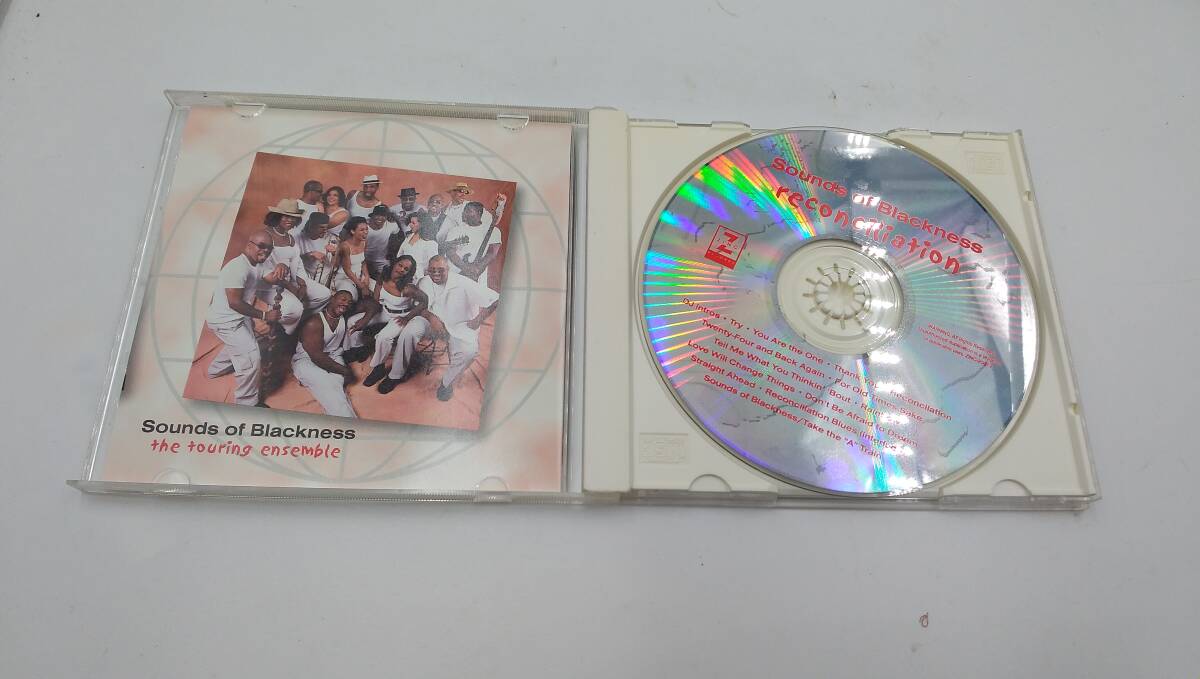 Sounds of Blackness
the touring ensemble
Sounds of Blackness
reconciliation
Z
DJ Intros • Try • You Are the One • Thank You • Reconciliation
Twenty-Four and Back Again • For Old Times Sake
Tell Me What You Thinkin' 'Bout •
Love Will Change Things • Don't Be Afraid to Dream
Straight Ahead • Reconciliation Blues
Sounds of Blackness/Take the "A" Train